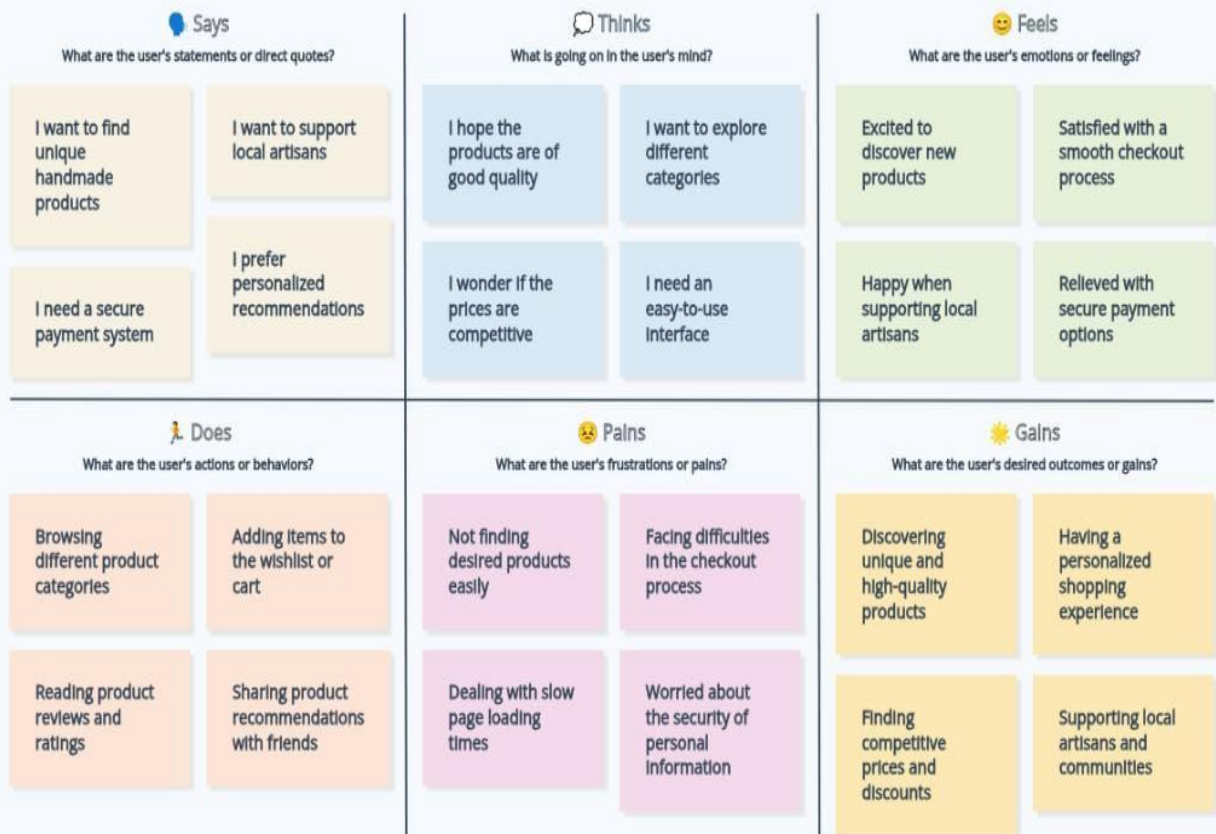 🗣️ Says
What are the user's statements or direct quotes?
I want to find
unique
handmade
products
I want to support
local artisans
I need a secure
payment system
I prefer
personalized
recommendations
💭 Thinks
What is going on in the user's mind?
I hope the
products are of
good quality
I want to explore
different
categories
I wonder if the
prices are
competitive
I need an
easy-to-use
interface
😊 Feels
What are the user's emotions or feelings?
Excited to
discover new
products
Satisfied with a
smooth checkout
process
Happy when
supporting local
artisans
Relieved with
secure payment
options
🏃 Does
What are the user's actions or behaviors?
Browsing
different product
categories
Adding items to
the wishlist or
cart
Reading product
reviews and
ratings
Sharing product
recommendations
with friends
😣 Pains
What are the user's frustrations or pains?
Not finding
desired products
easily
Facing difficulties
in the checkout
process
Dealing with slow
page loading
times
Worried about
the security of
personal
information
🌟 Gains
What are the user's desired outcomes or gains?
Discovering
unique and
high-quality
products
Having a
personalized
shopping
experience
Finding
competitive
prices and
discounts
Supporting local
artisans and
communities